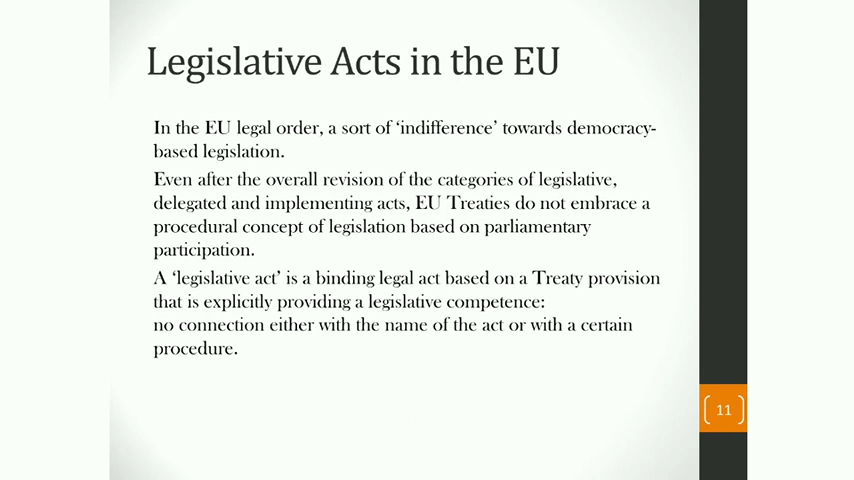 Legislative Acts in the EU
In the EU legal order, a sort of ‘indifference’ towards democracy-
based legislation.
Even after the overall revision of the categories of legislative,
delegated and implementing acts, EU Treaties do not embrace a
procedural concept of legislation based on parliamentary
participation.
A ‘legislative act’ is a binding legal act based on a Treaty provision
that is explicitly providing a legislative competence:
no connection either with the name of the act or with a certain
procedure.
11